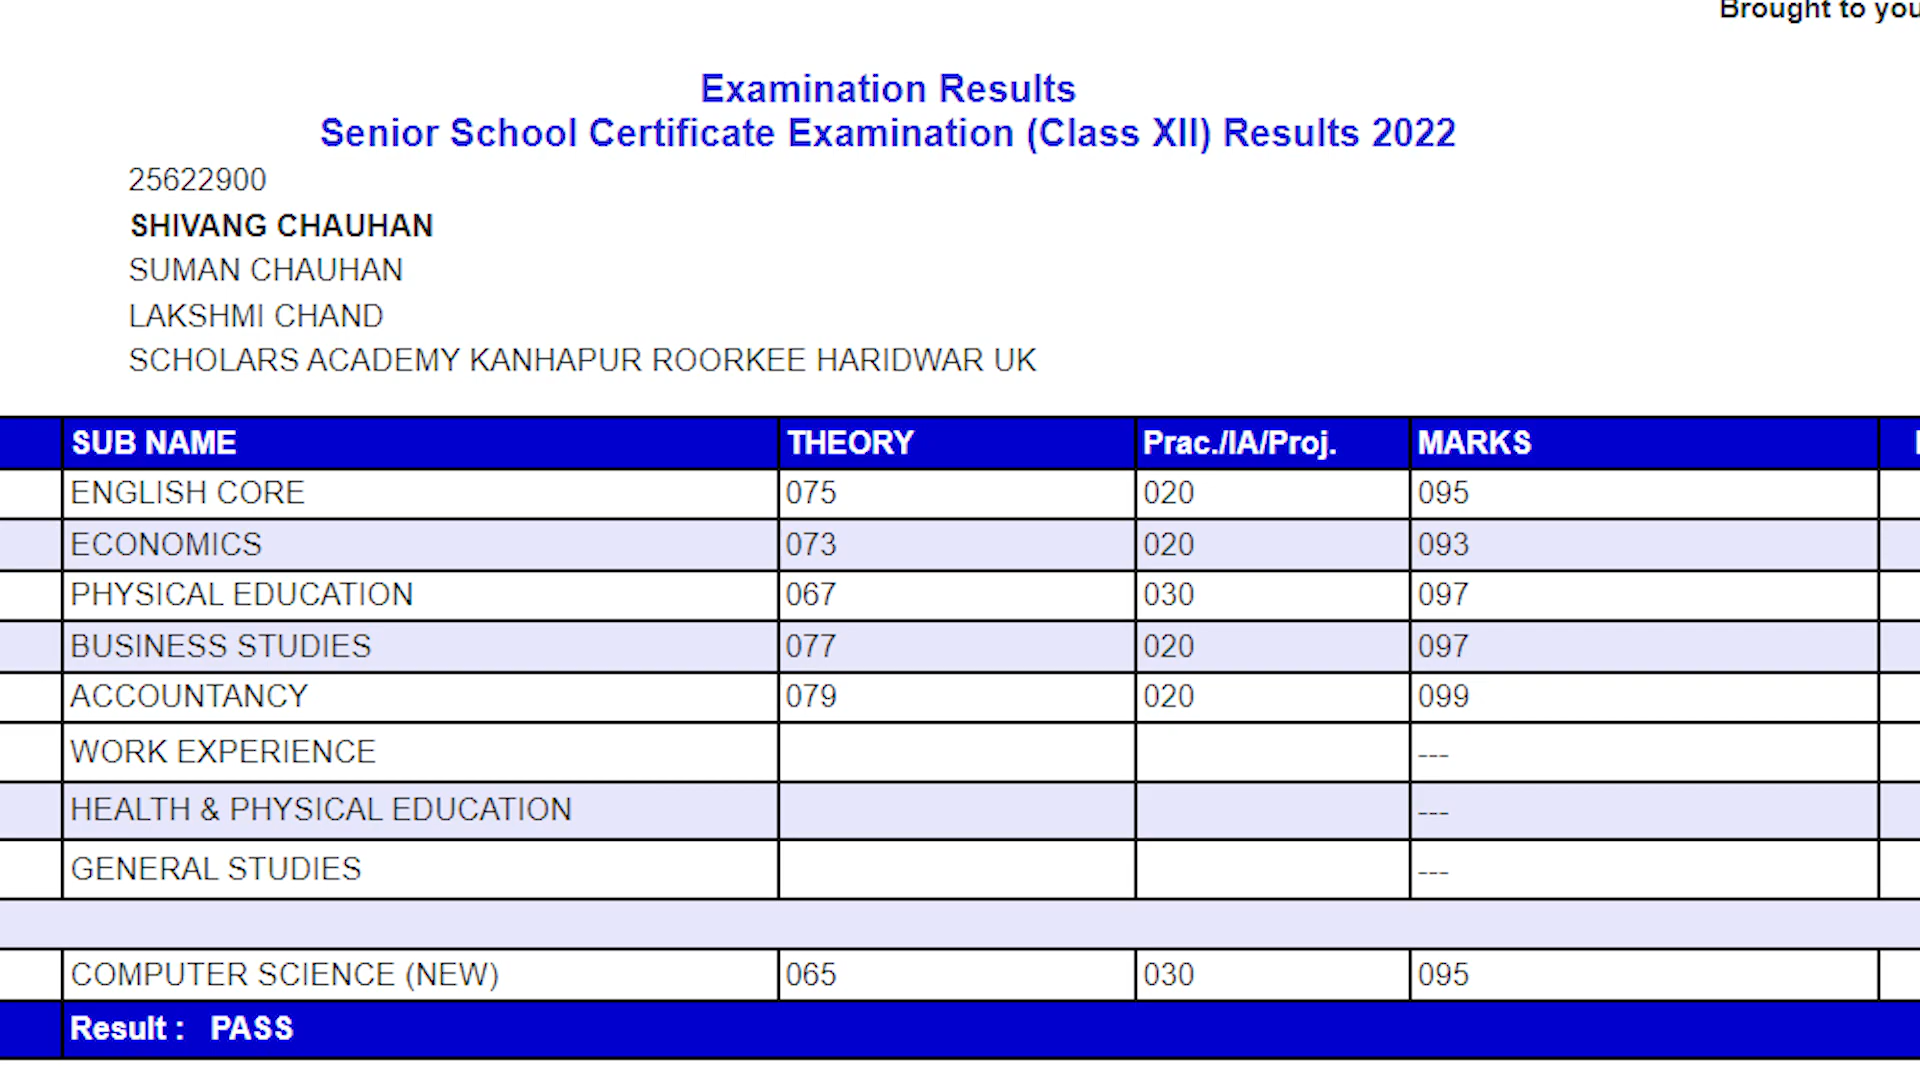 Brought to you
Examination Results
Senior School Certificate Examination (Class XII) Results 2022
25622900
SHIVANG CHAUHAN
SUMAN CHAUHAN
LAKSHMI CHAND
SCHOLARS ACADEMY KANHAPUR ROORKEE HARIDWAR UK
SUB NAME THEORY Prac./IA/Proj. MARKS
ENGLISH CORE 075 020 095
ECONOMICS 073 020 093
PHYSICAL EDUCATION 067 030 097
BUSINESS STUDIES 077 020 097
ACCOUNTANCY 079 020 099
WORK EXPERIENCE ---
HEALTH & PHYSICAL EDUCATION ---
GENERAL STUDIES ---
COMPUTER SCIENCE (NEW) 065 030 095
Result : PASS